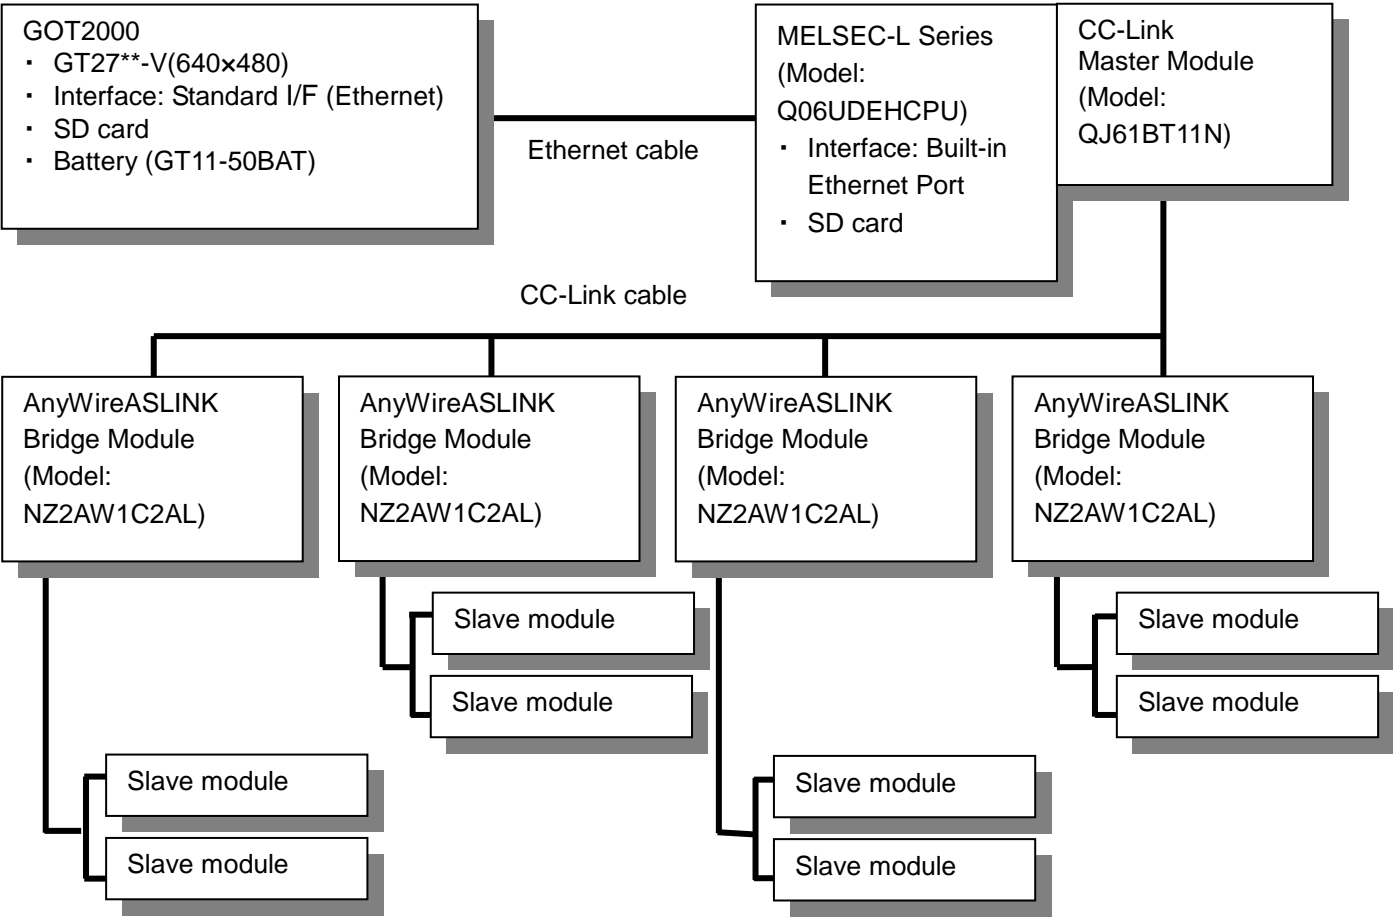 GOT2000
・ GT27**-V(640×480)
・ Interface: Standard I/F (Ethernet)
・ SD card
・ Battery (GT11-50BAT)
Ethernet cable
MELSEC-L Series
(Model:
Q06UDEHCPU)
・ Interface: Built-in
Ethernet Port
・ SD card
CC-Link
Master Module
(Model:
QJ61BT11N)
CC-Link cable
AnyWireASLINK
Bridge Module
(Model:
NZ2AW1C2AL)
AnyWireASLINK
Bridge Module
(Model:
NZ2AW1C2AL)
AnyWireASLINK
Bridge Module
(Model:
NZ2AW1C2AL)
AnyWireASLINK
Bridge Module
(Model:
NZ2AW1C2AL)
Slave module
Slave module
Slave module
Slave module
Slave module
Slave module
Slave module
Slave module